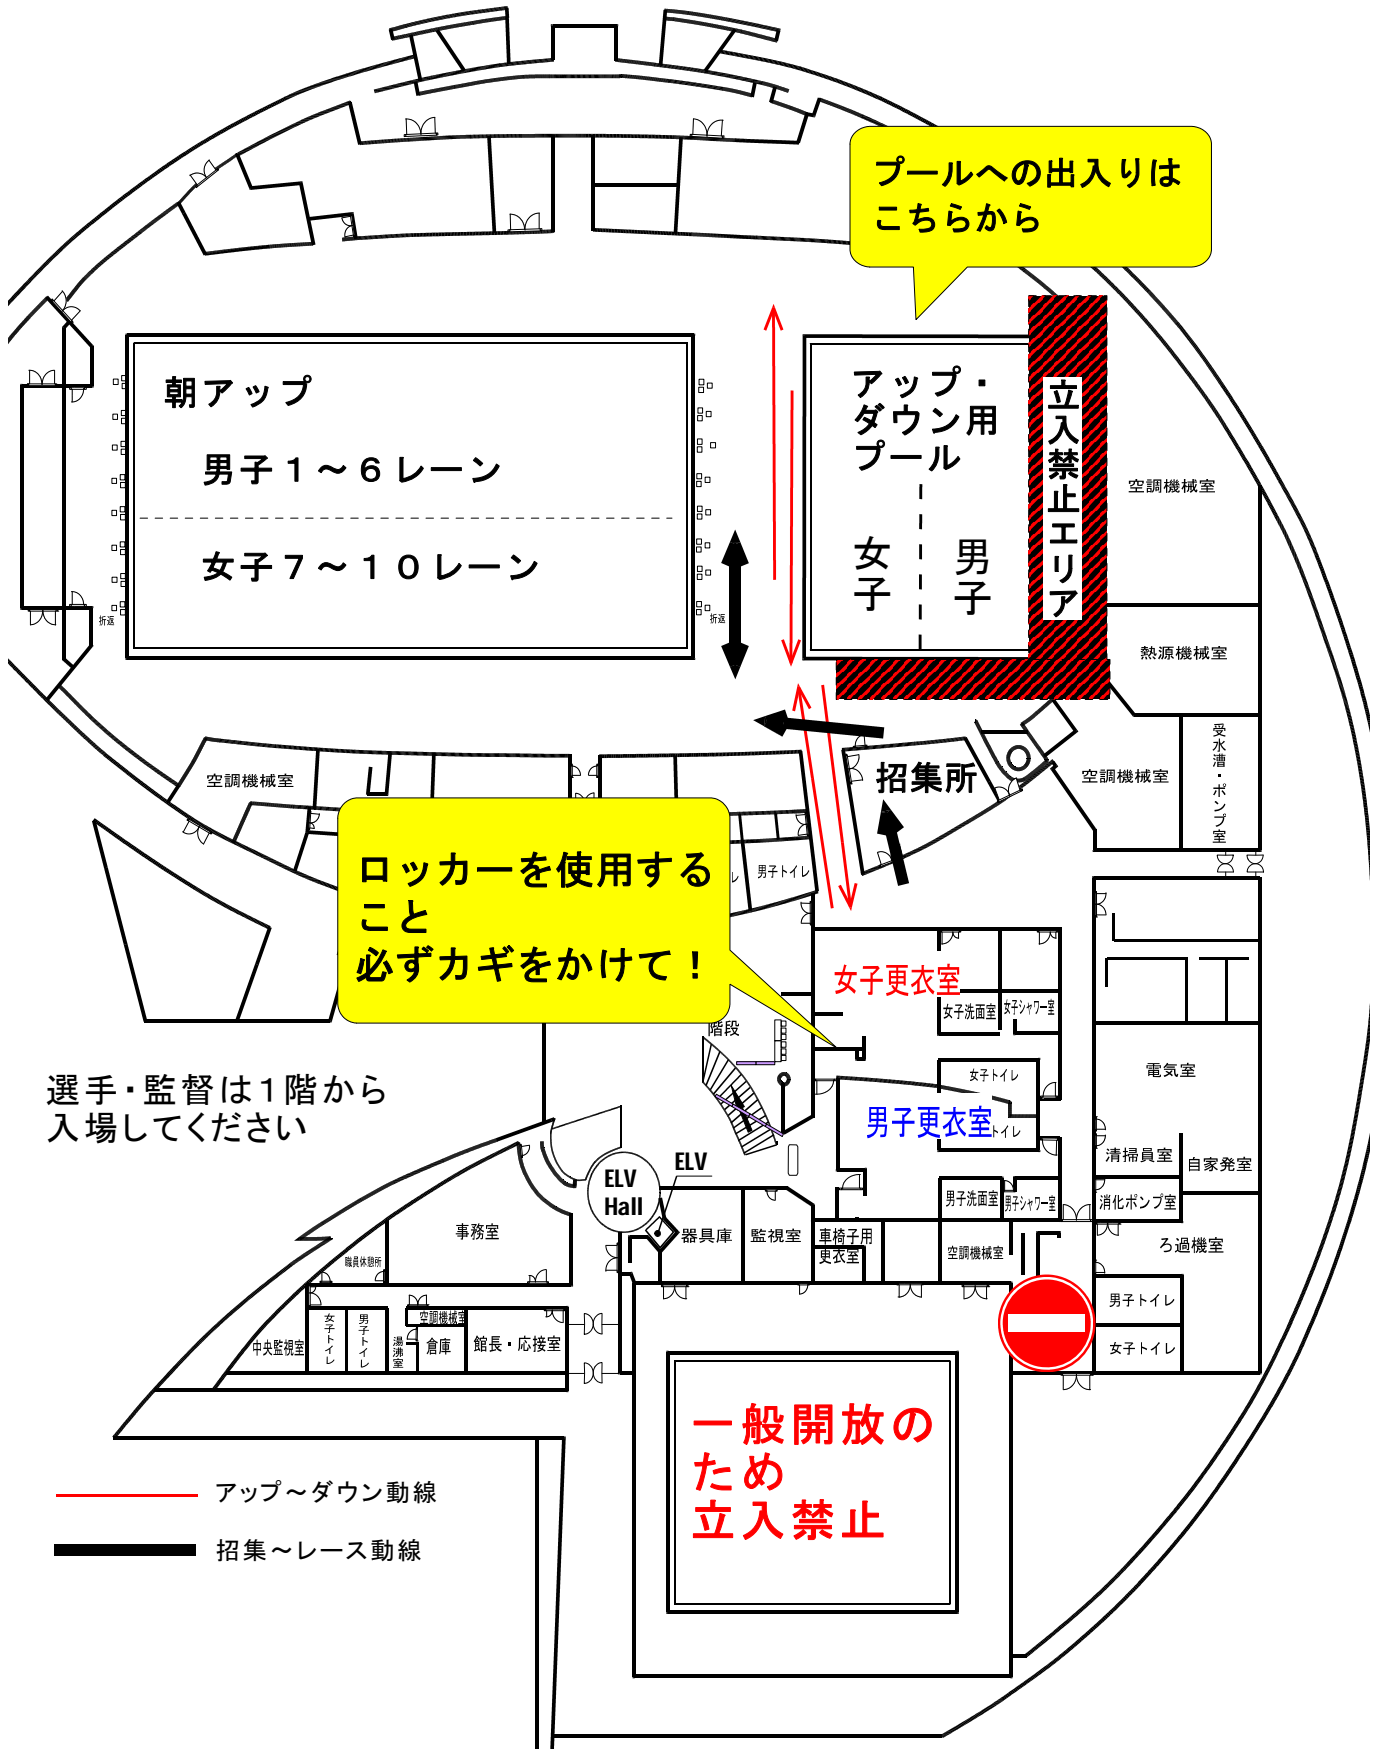 プールへの出入りは
こちらから
朝アップ
男子１～６レーン
女子７～１０レーン
折返
折返
アップ・
ダウン用
プール
女子
男子
立入禁止エリア
空調機械室
熱源機械室
受水漕・ポンプ室
空調機械室
空調機械室
招集所
ロッカーを使用する
こと
必ずカギをかけて！
レ
男子トイレ
女子更衣室
女子洗面室
女子シャワー室
階段
女子トイレ
男子更衣室
トイレ
電気室
清掃員室
自家発室
消化ポンプ室
男子洗面室
男子シャワー室
ろ過機室
選手・監督は１階から
入場してください
ELV
Hall
ELV
器具庫
監視室
車椅子用
更衣室
空調機械室
事務室
職員休憩所
中央監視室
女子トイレ
男子トイレ
湯沸室
空調機械室
倉庫
館長・応接室
男子トイレ
女子トイレ
一般開放の
ため
立入禁止
アップ～ダウン動線
招集～レース動線